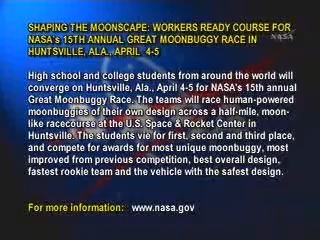 SHAPING THE MOONSCAPE: WORKERS READY COURSE FOR
NASA's 15TH ANNUAL GREAT MOONBUGGY RACE IN
HUNTSVILLE, ALA., APRIL 4-5
NASA
High school and college students from around the world will
converge on Huntsville, Ala., April 4-5 for NASA's 15th annual
Great Moonbuggy Race. The teams will race human-powered
moonbuggies of their own design across a half-mile, moon-
like racecourse at the U.S. Space & Rocket Center in
Huntsville. The students vie for first, second and third place,
and compete for awards for most unique moonbuggy, most
improved from previous competition, best overall design,
fastest rookie team and the vehicle with the safest design.
For more information: www.nasa.gov